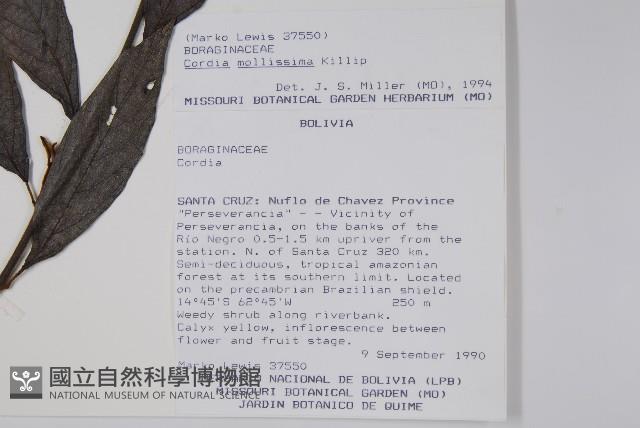 (Marko Lewis 37550)
BORAGINACEAE
Cordia mollissima Killip
Det. J. S. Miller (MO), 1994
MISSOURI BOTANICAL GARDEN HERBARIUM (MO)
BOLIVIA
BORAGINACEAE
Cordia
SANTA CRUZ: Nuflo de Chavez Province
"Perseverancia" - - Vicinity of
Perseverancia, on the banks of the
Rio Negro 0.5-1.5 km upriver from the
station. N. of Santa Cruz 320 km.
Semi-deciduous, tropical amazonian
forest at its southern limit. Located
on the precambrian Brazilian shield.
14°45'S 62°45'W 250 m
Weedy shrub along riverbank.
Calyx yellow, inflorescence between
flower and fruit stage.
9 September 1990
Marko Lewis 37550
NACIONAL DE BOLIVIA (LPB)
MISSOURI BOTANICAL GARDEN (MO)
JARDIN BOTANICO DE QUIME
國立自然科學博物館
NATIONAL MUSEUM OF NATURAL SCIENCE